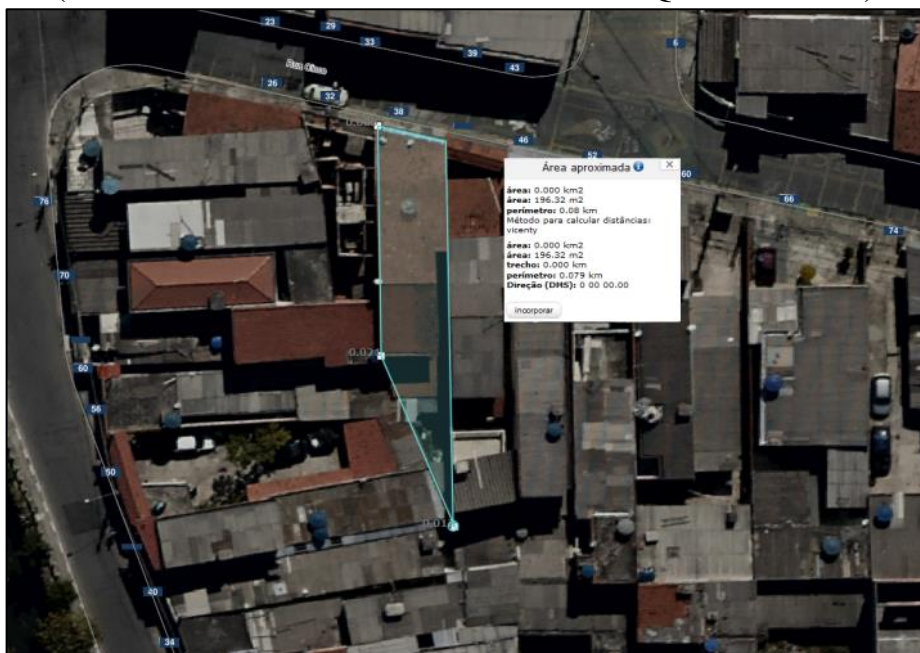 23
33
39
43
6
26
32
38
46
52
60
66
74
76
70
60
56
50
40
34
Área aproximada
área: 0.000 km2
área: 196.32 m2
perímetro: 0.08 km
Método para calcular distâncias:
vicenty
área: 0.000 km2
área: 196.32 m2
trecho: 0.000 km
perímetro: 0.079 km
Direção (DMS): 0 00 00.00
incorporar